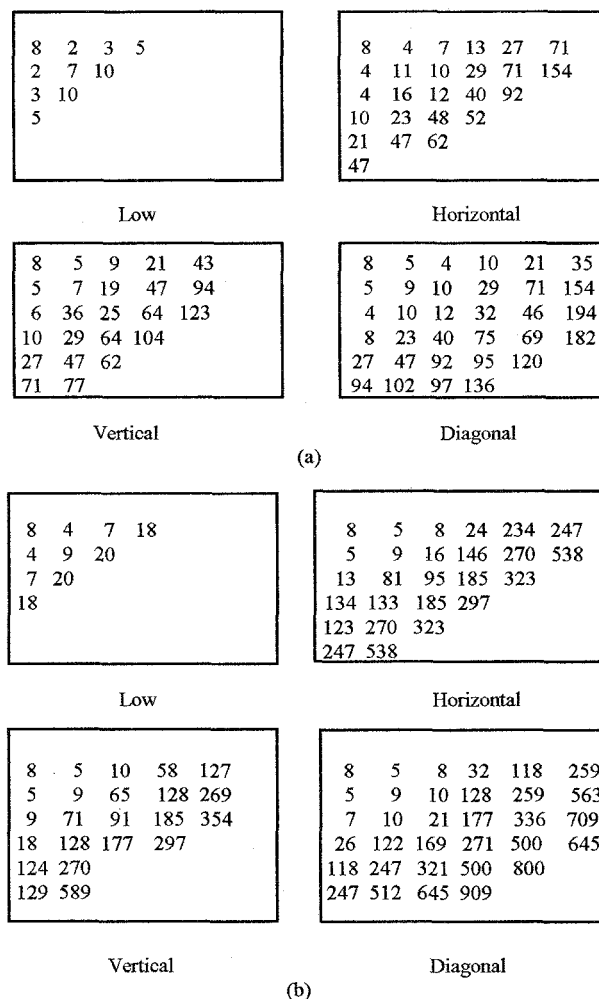 8 2 3 5
2 7 10
3 10
5
Low
8 4 7 13 27 71
4 11 10 29 71 154
4 16 12 40 92
10 23 48 52
21 47 62
47
Horizontal
8 5 9 21 43
5 7 19 47 94
6 36 25 64 123
10 29 64 104
27 47 62
71 77
Vertical
8 5 4 10 21 35
5 9 10 29 71 154
4 10 12 32 46 194
8 23 40 75 69 182
27 47 92 95 120
94 102 97 136
Diagonal
(a)
8 4 7 18
4 9 20
7 20
18
Low
8 5 8 24 234 247
5 9 16 146 270 538
13 81 95 185 323
134 133 185 297
123 270 323
247 538
Horizontal
8 5 10 58 127
5 9 65 128 269
9 71 91 185 354
18 128 177 297
124 270
129 589
Vertical
8 5 8 32 118 259
5 9 10 128 259 563
7 10 21 177 336 709
26 122 169 271 500 645
118 247 321 500 800
247 512 645 909
Diagonal
(b)